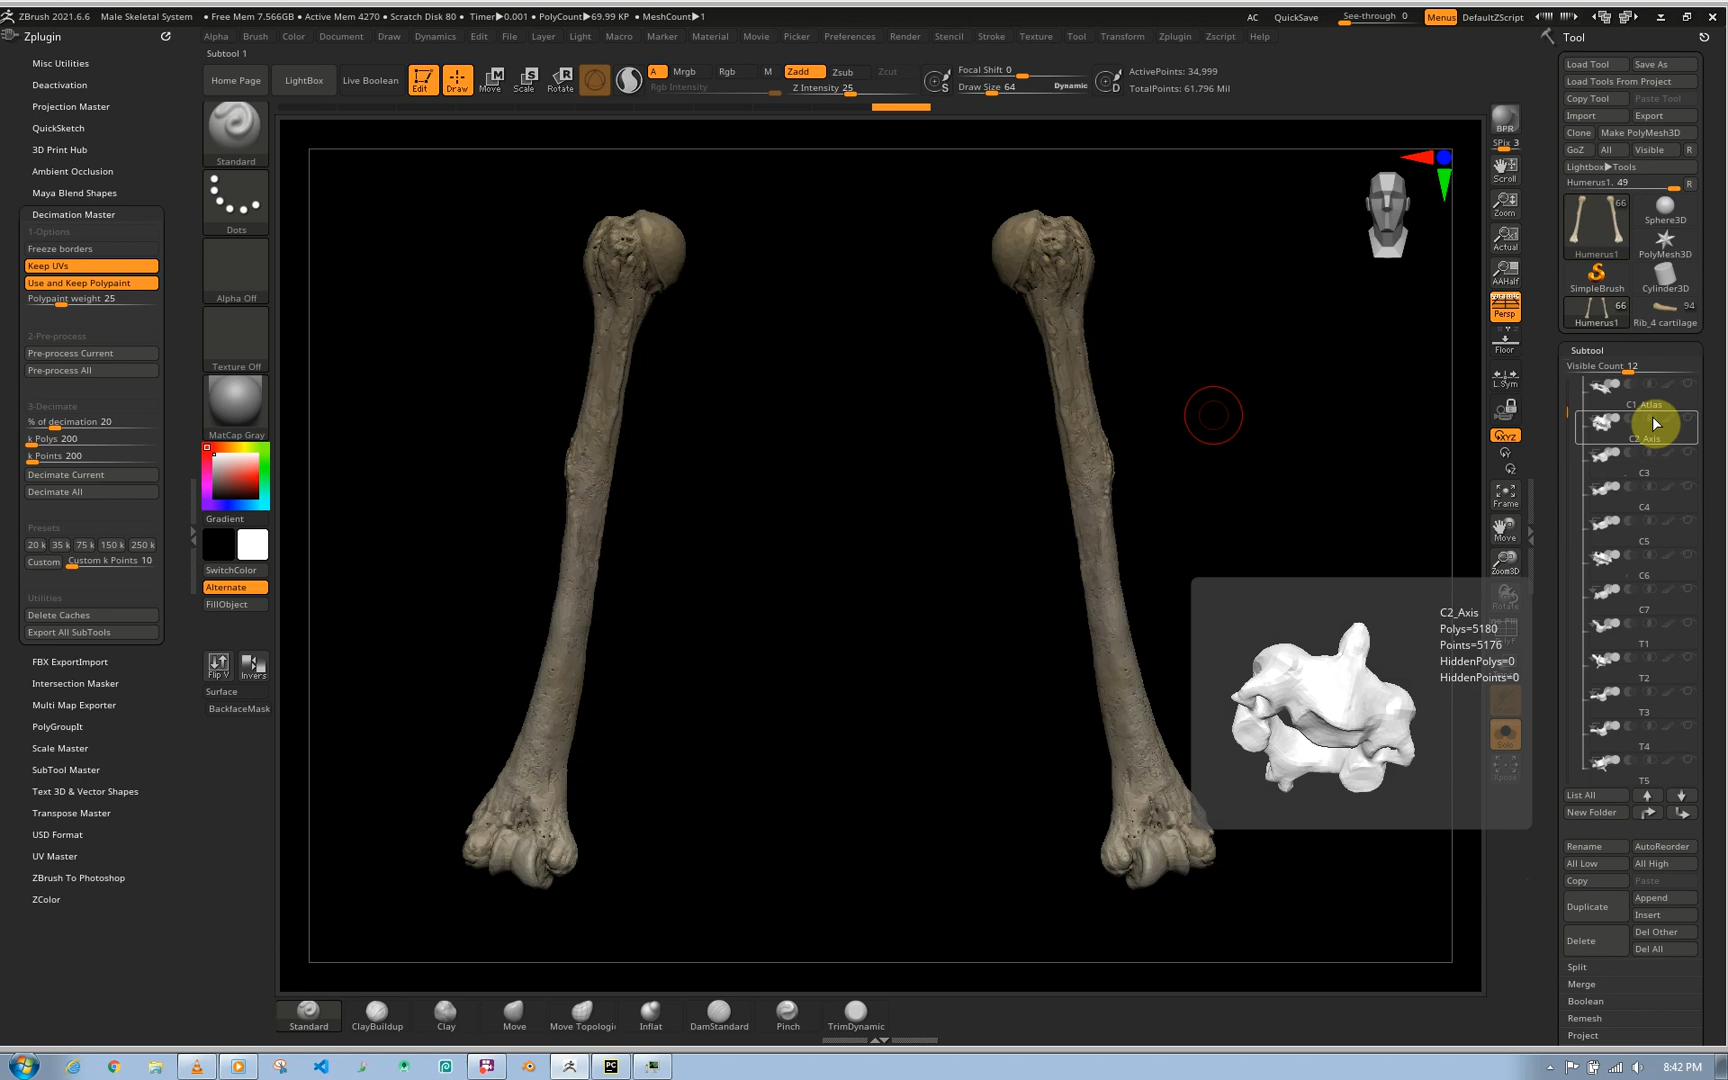 ZBrush 2021.6.6 Male Skeletal System • Free Mem 7.566GB • Active Mem 4270 • Scratch Disk 80 • Timer▶0.001 • PolyCount▶69.99 KP • MeshCount▶1 AC QuickSave See-through 0 Menus DefaultZScript
Zplugin
Alpha Brush Color Document Draw Dynamics Edit File Layer Light Macro Marker Material Movie Picker Preferences Render Stencil Stroke Texture Tool Transform Zplugin Zscript Help
Subtool 1
Home Page LightBox Live Boolean Edit Draw Move Scale Rotate
A Mrgb Rgb M Zadd Zsub Zcut
Rgb Intensity Z Intensity 25
S Focal Shift 0
Draw Size 64 Dynamic
D ActivePoints: 34,999
TotalPoints: 61.796 Mil
Misc Utilities
Deactivation
Projection Master
QuickSketch
3D Print Hub
Ambient Occlusion
Maya Blend Shapes
Decimation Master
1-Options
Freeze borders
Keep UVs
Use and Keep Polypaint
Polypaint weight 25
2-Pre-process
Pre-process Current
Pre-process All
3-Decimate
% of decimation 20
k Polys 200
k Points 200
Decimate Current
Decimate All
Presets
20 k 35 k 75 k 150 k 250 k
Custom Custom k Points 10
Utilities
Delete Caches
Export All SubTools
FBX ExportImport
Intersection Masker
Multi Map Exporter
PolyGroupIt
Scale Master
SubTool Master
Text 3D & Vector Shapes
Transpose Master
USD Format
UV Master
ZBrush To Photoshop
ZColor
Standard
Dots
Alpha Off
Texture Off
MatCap Gray
Gradient
SwitchColor
Alternate
FillObject
Flip V Invers
Surface
BackfaceMask
BPR
SPix 3
Scroll
Zoom
Actual
AAHalf
Persp
Floor
L.Sym
XYZ
Y
Z
Frame
Move
Zoom3D
Rotate
Solo
Xpose
C2_Axis
Polys=5180
Points=5176
HiddenPolys=0
HiddenPoints=0
Tool
Load Tool Save As
Load Tools From Project
Copy Tool Paste Tool
Import Export
Clone Make PolyMesh3D
GoZ All Visible R
Lightbox▶Tools
Humerus1. 49 R
66
Sphere3D
Humerus1 PolyMesh3D
SimpleBrush Cylinder3D
66 94
Humerus1 Rib_4 cartilage
Subtool
Visible Count 12
C1_Atlas
C2_Axis
C3
C4
C5
C6
C7
T1
T2
T3
T4
T5
List All
New Folder
Rename AutoReorder
All Low All High
Copy Paste
Duplicate Append
Insert
Delete Del Other
Del All
Split
Merge
Boolean
Remesh
Project
Standard ClayBuildup Clay Move Move Topologi Inflat DamStandard Pinch TrimDynamic
PC
8:42 PM